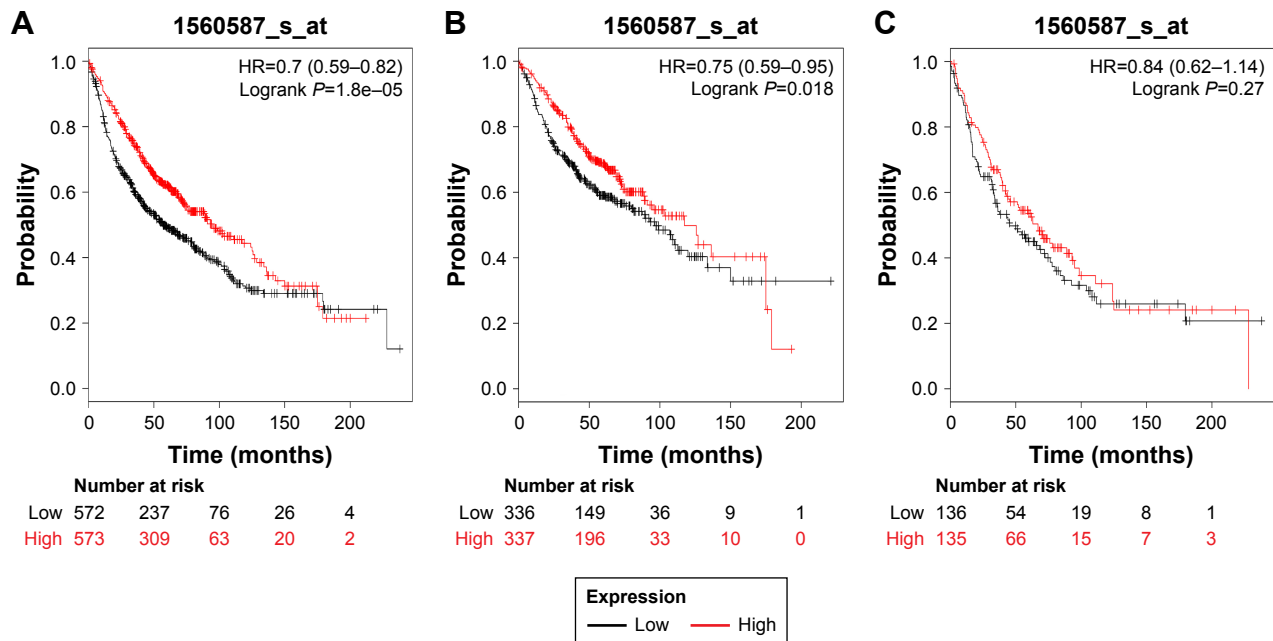 A
1560587_s_at
HR=0.7 (0.59–0.82)
Logrank P=1.8e–05
Probability
1.0
0.8
0.6
0.4
0.2
0.0
0 50 100 150 200
Time (months)
Number at risk
Low 572 237 76 26 4
High 573 309 63 20 2
B
1560587_s_at
HR=0.75 (0.59–0.95)
Logrank P=0.018
Probability
1.0
0.8
0.6
0.4
0.2
0.0
0 50 100 150 200
Time (months)
Number at risk
Low 336 149 36 9 1
High 337 196 33 10 0
C
1560587_s_at
HR=0.84 (0.62–1.14)
Logrank P=0.27
Probability
1.0
0.8
0.6
0.4
0.2
0.0
0 50 100 150 200
Time (months)
Number at risk
Low 136 54 19 8 1
High 135 66 15 7 3
Expression
Low High